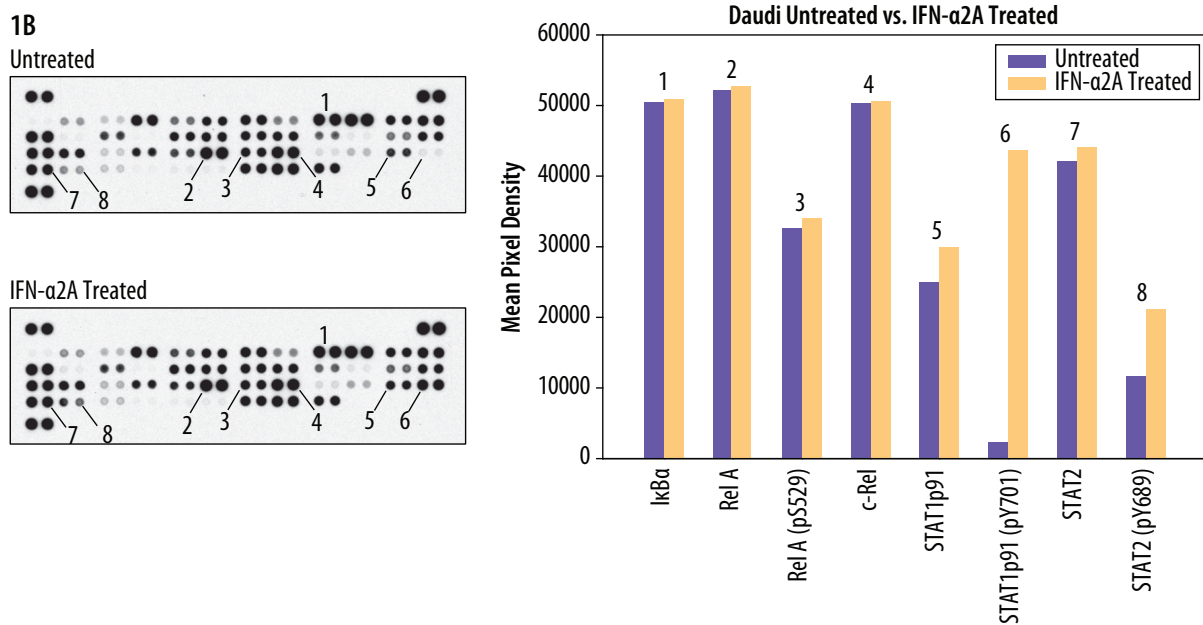 1B
Untreated
1
2
3
4
5
6
7
8
IFN-α2A Treated
1
2
3
4
5
6
7
8
Daudi Untreated vs. IFN-α2A Treated
Untreated
IFN-α2A Treated
Mean Pixel Density
60000
50000
40000
30000
20000
10000
0
1
2
3
4
5
6
7
8
IκBα
Rel A
Rel A (pS529)
c-Rel
STAT1p91
STAT1p91 (pY701)
STAT2
STAT2 (pY689)